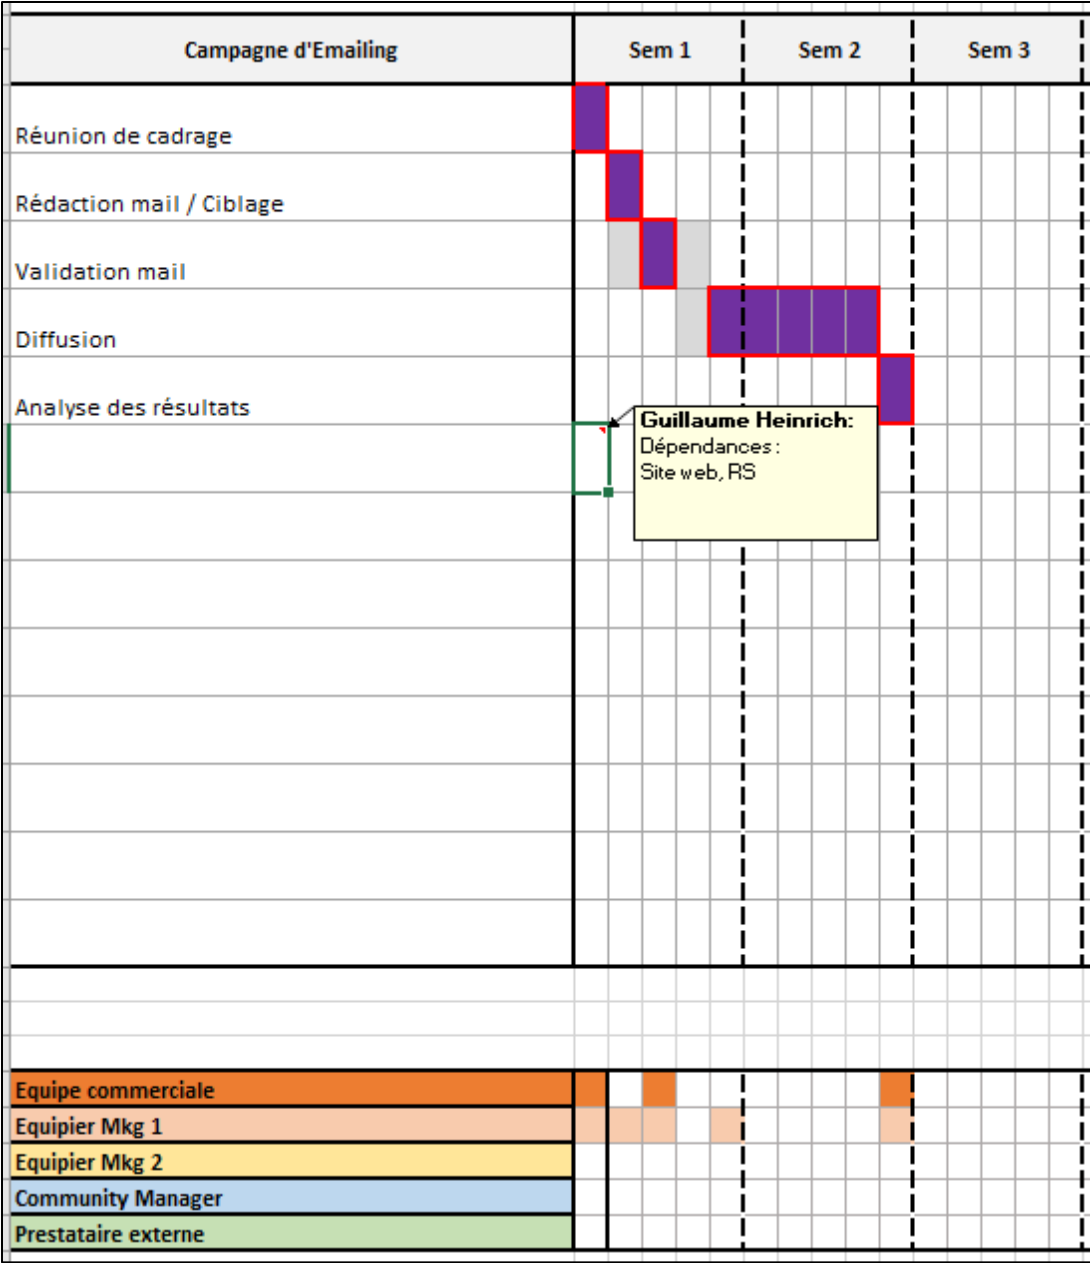 Campagne d'Emailing Sem 1 Sem 2 Sem 3
Réunion de cadrage
Rédaction mail / Ciblage
Validation mail
Diffusion
Analyse des résultats
Guillaume Heinrich:
Dépendances :
Site web, RS
Equipe commerciale
Equipier Mkg 1
Equipier Mkg 2
Community Manager
Prestataire externe